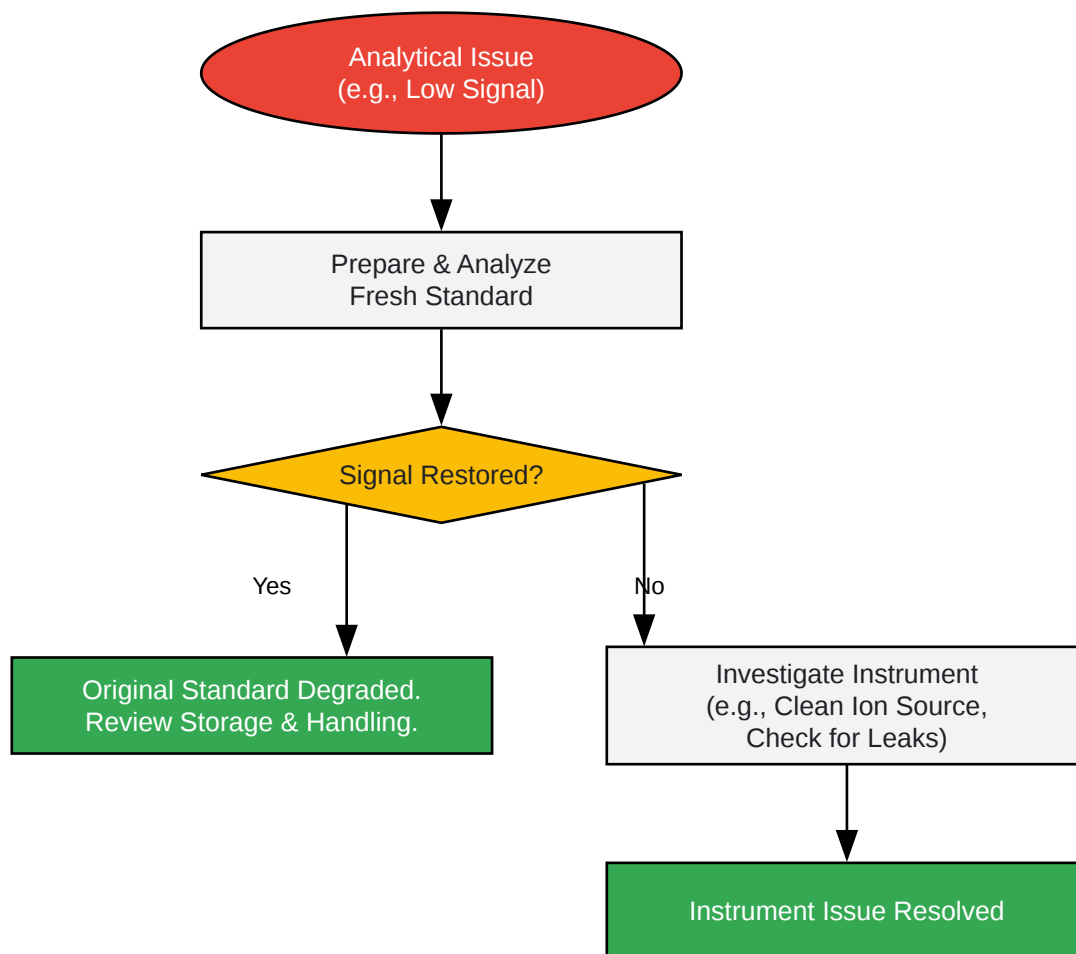 Analytical Issue
(e.g., Low Signal)
Prepare & Analyze
Fresh Standard
Signal Restored?
Yes
No
Original Standard Degraded.
Review Storage & Handling.
Investigate Instrument
(e.g., Clean Ion Source,
Check for Leaks)
Instrument Issue Resolved